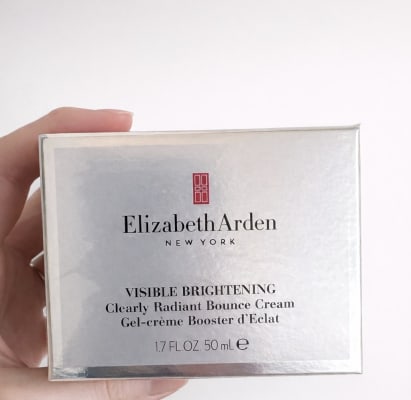 Elizabeth Arden
NEW YORK
VISIBLE BRIGHTENING
Clearly Radiant Bounce Cream
Gel-crème Booster d'Eclat
1.7 FL.OZ. 50 mL ℮